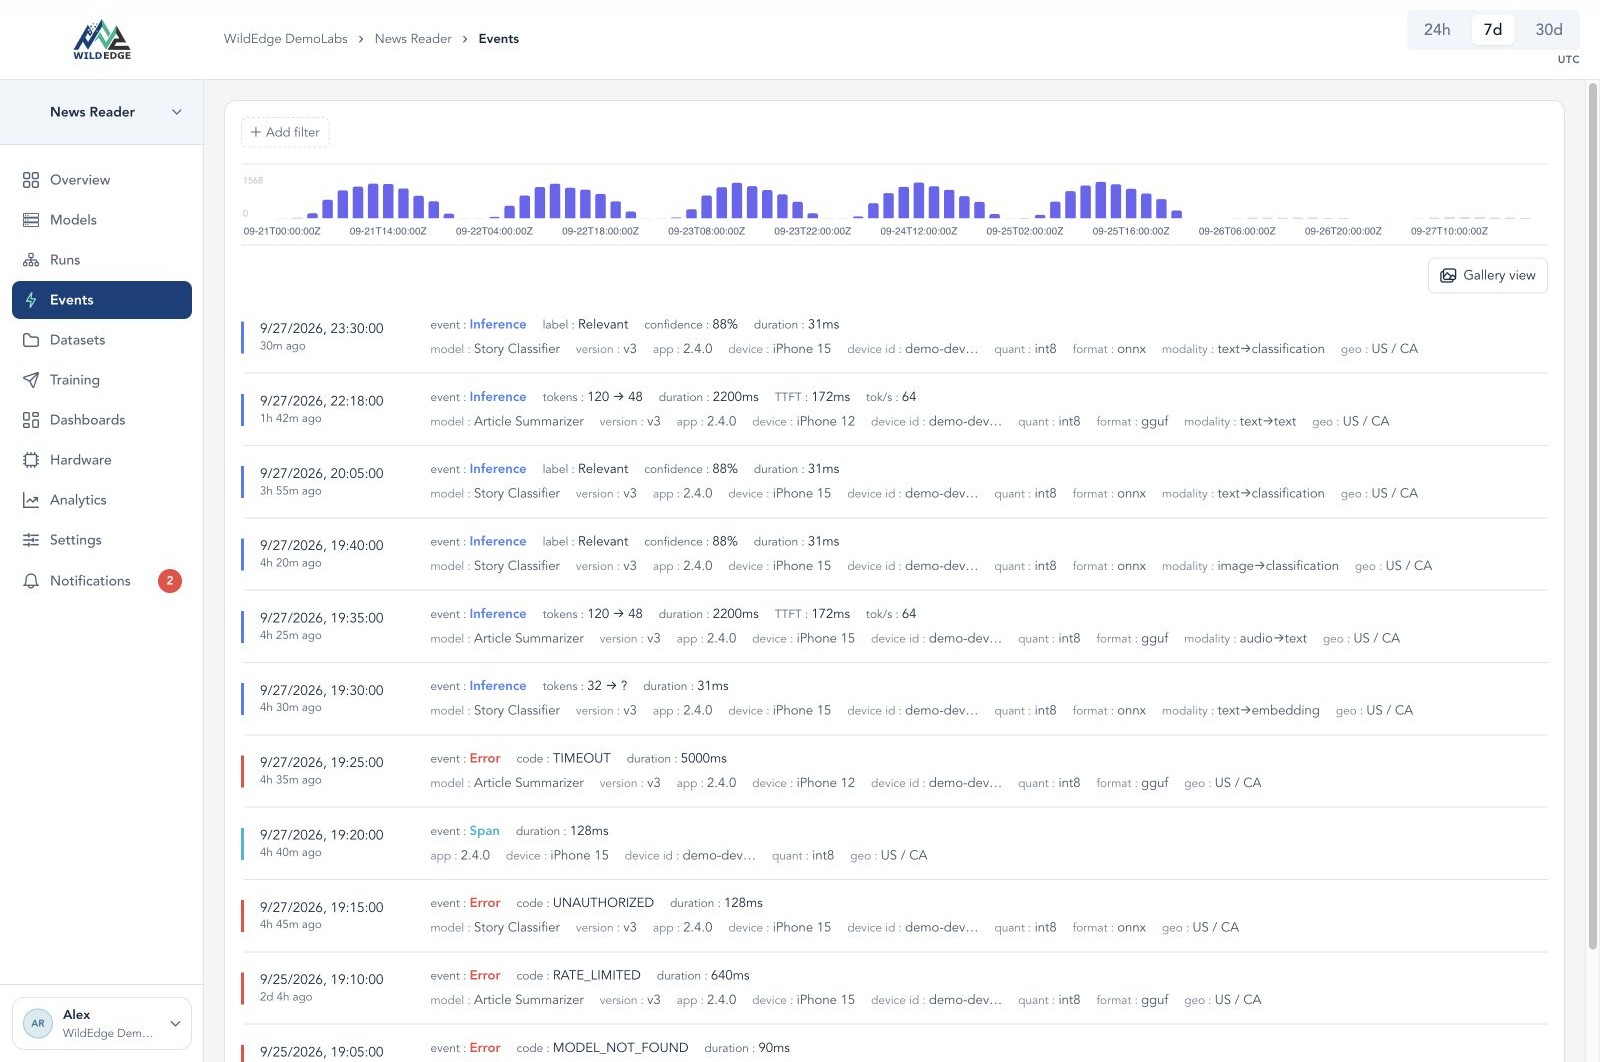 WILDEDGE
WildEdge DemoLabs > News Reader > Events
24h 7d 30d
UTC
News Reader
Overview
Models
Runs
Events
Datasets
Training
Dashboards
Hardware
Analytics
Settings
Notifications 2
AR
Alex
WildEdge Dem...
+ Add filter
1568
0
09-21T00:00:00Z 09-21T14:00:00Z 09-22T04:00:00Z 09-22T18:00:00Z 09-23T08:00:00Z 09-23T22:00:00Z 09-24T12:00:00Z 09-25T02:00:00Z 09-25T16:00:00Z 09-26T06:00:00Z 09-26T20:00:00Z 09-27T10:00:00Z
Gallery view
9/27/2026, 23:30:00
30m ago
event : Inference label : Relevant confidence : 88% duration : 31ms
model : Story Classifier version : v3 app : 2.4.0 device : iPhone 15 device id : demo-dev... quant : int8 format : onnx modality : text→classification geo : US / CA
9/27/2026, 22:18:00
1h 42m ago
event : Inference tokens : 120 → 48 duration : 2200ms TTFT : 172ms tok/s : 64
model : Article Summarizer version : v3 app : 2.4.0 device : iPhone 12 device id : demo-dev... quant : int8 format : gguf modality : text→text geo : US / CA
9/27/2026, 20:05:00
3h 55m ago
event : Inference label : Relevant confidence : 88% duration : 31ms
model : Story Classifier version : v3 app : 2.4.0 device : iPhone 15 device id : demo-dev... quant : int8 format : onnx modality : text→classification geo : US / CA
9/27/2026, 19:40:00
4h 20m ago
event : Inference label : Relevant confidence : 88% duration : 31ms
model : Story Classifier version : v3 app : 2.4.0 device : iPhone 15 device id : demo-dev... quant : int8 format : onnx modality : image→classification geo : US / CA
9/27/2026, 19:35:00
4h 25m ago
event : Inference tokens : 120 → 48 duration : 2200ms TTFT : 172ms tok/s : 64
model : Article Summarizer version : v3 app : 2.4.0 device : iPhone 15 device id : demo-dev... quant : int8 format : gguf modality : audio→text geo : US / CA
9/27/2026, 19:30:00
4h 30m ago
event : Inference tokens : 32 → ? duration : 31ms
model : Story Classifier version : v3 app : 2.4.0 device : iPhone 15 device id : demo-dev... quant : int8 format : onnx modality : text→embedding geo : US / CA
9/27/2026, 19:25:00
4h 35m ago
event : Error code : TIMEOUT duration : 5000ms
model : Article Summarizer version : v3 app : 2.4.0 device : iPhone 12 device id : demo-dev... quant : int8 format : gguf geo : US / CA
9/27/2026, 19:20:00
4h 40m ago
event : Span duration : 128ms
app : 2.4.0 device : iPhone 15 device id : demo-dev... quant : int8 geo : US / CA
9/27/2026, 19:15:00
4h 45m ago
event : Error code : UNAUTHORIZED duration : 128ms
model : Story Classifier version : v3 app : 2.4.0 device : iPhone 15 device id : demo-dev... quant : int8 format : onnx geo : US / CA
9/25/2026, 19:10:00
2d 4h ago
event : Error code : RATE_LIMITED duration : 640ms
model : Article Summarizer version : v3 app : 2.4.0 device : iPhone 15 device id : demo-dev... quant : int8 format : gguf geo : US / CA
9/25/2026, 19:05:00
event : Error code : MODEL_NOT_FOUND duration : 90ms